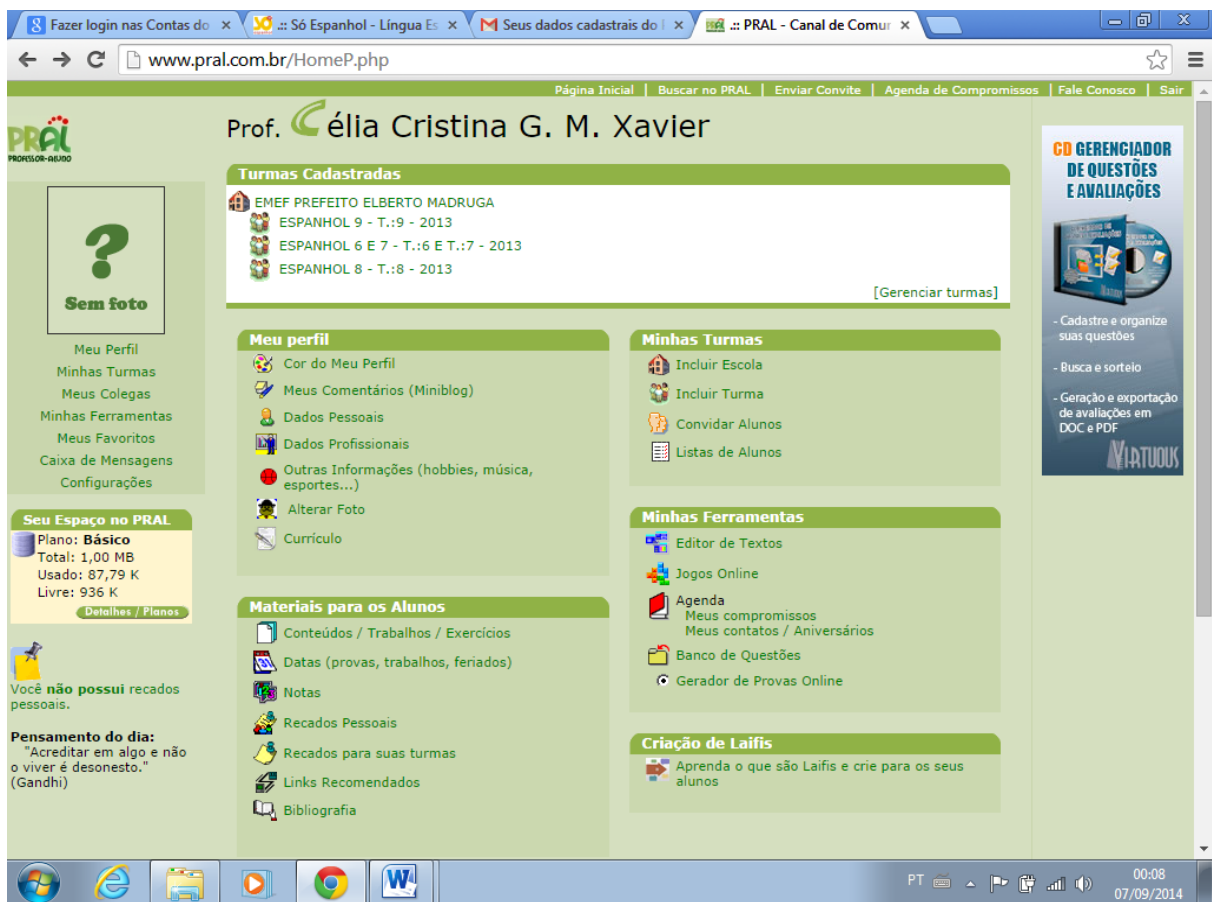 Fazer login nas Contas do
.:: Só Espanhol - Língua Es
Seus dados cadastrais do
.:: PRAL - Canal de Comur
www.pral.com.br/HomeP.php
Página Inicial | Buscar no PRAL | Enviar Convite | Agenda de Compromissos | Fale Conosco | Sair
PRAL
PROFESSOR-ALUNO
Prof. Célia Cristina G. M. Xavier
Turmas Cadastradas
EMEF PREFEITO ELBERTO MADRUGA
ESPANHOL 9 - T.:9 - 2013
ESPANHOL 6 E 7 - T.:6 E T.:7 - 2013
ESPANHOL 8 - T.:8 - 2013
[Gerenciar turmas]
?
Sem foto
Meu Perfil
Minhas Turmas
Meus Colegas
Minhas Ferramentas
Meus Favoritos
Caixa de Mensagens
Configurações
Seu Espaço no PRAL
Plano: Básico
Total: 1,00 MB
Usado: 87,79 K
Livre: 936 K
Detalhes / Planos
Você não possui recados
pessoais.
Pensamento do dia:
"Acreditar em algo e não
o viver é desonesto."
(Gandhi)
Meu perfil
Cor do Meu Perfil
Meus Comentários (Miniblog)
Dados Pessoais
Dados Profissionais
Outras Informações (hobbies, música,
esportes...)
Alterar Foto
Currículo
Materiais para os Alunos
Conteúdos / Trabalhos / Exercícios
Datas (provas, trabalhos, feriados)
Notas
Recados Pessoais
Recados para suas turmas
Links Recomendados
Bibliografia
Minhas Turmas
Incluir Escola
Incluir Turma
Convidar Alunos
Listas de Alunos
Minhas Ferramentas
Editor de Textos
Jogos Online
Agenda
Meus compromissos
Meus contatos / Aniversários
Banco de Questões
Gerador de Provas Online
Criação de Laifis
Aprenda o que são Laifis e crie para os seus
alunos
CD GERENCIADOR
DE QUESTÕES
E AVALIAÇÕES
- Cadastre e organize
suas questões
- Busca e sorteio
- Geração e exportação
de avaliações em
DOC e PDF
VIRTUOUS
PT
00:08
07/09/2014